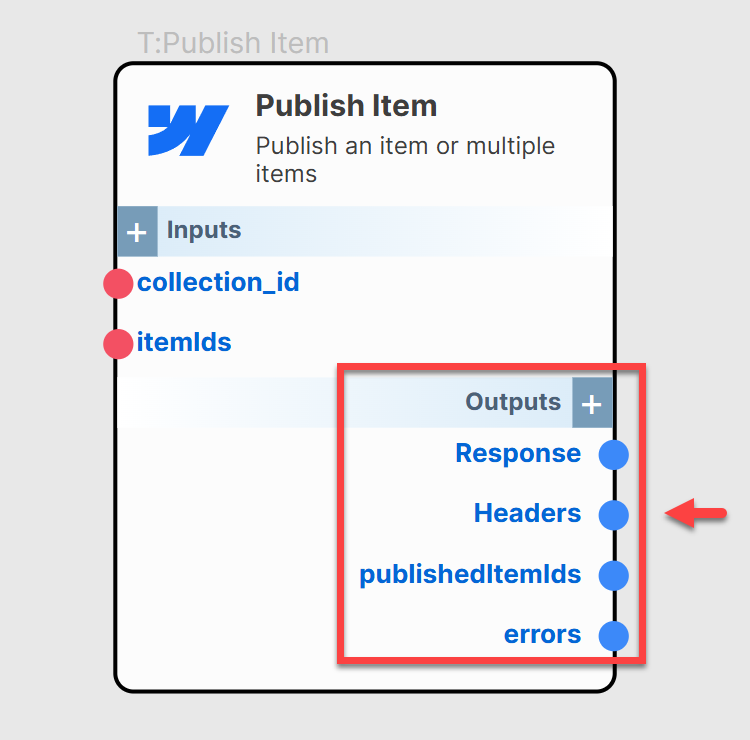 T:Publish Item
Publish Item
Publish an item or multiple
items
+ Inputs
collection_id
itemIds
Outputs +
Response
Headers
publishedItemIds
errors